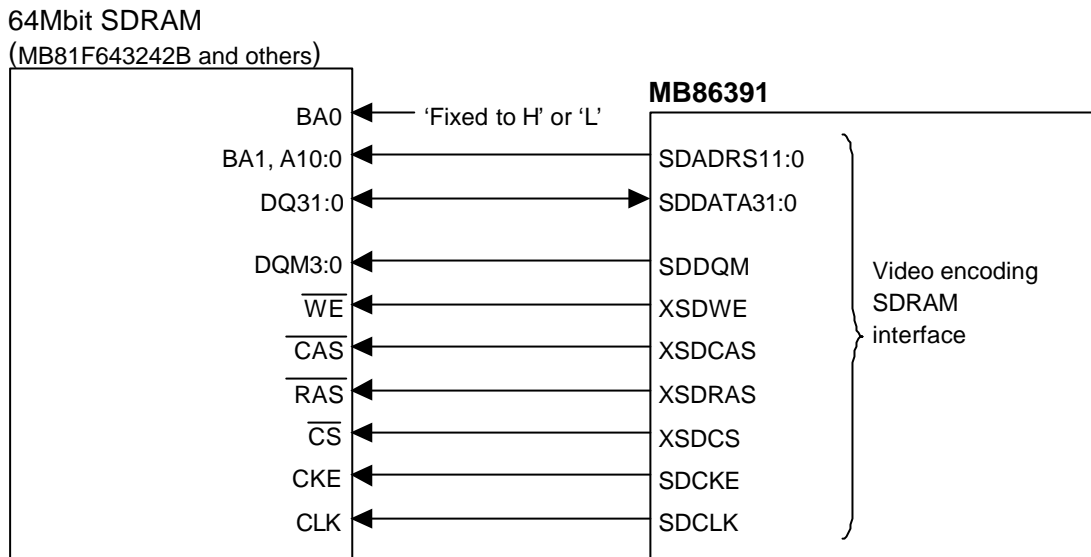 64Mbit SDRAM
(MB81F643242B and others)
MB86391
BA0
‘Fixed to H’ or ‘L’
BA1, A10:0
SDADRS11:0
DQ31:0
SDDATA31:0
DQM3:0
SDDQM
WE
XSDWE
CAS
XSDCAS
RAS
XSDRAS
CS
XSDCS
CKE
SDCKE
CLK
SDCLK
Video encoding
SDRAM
interface